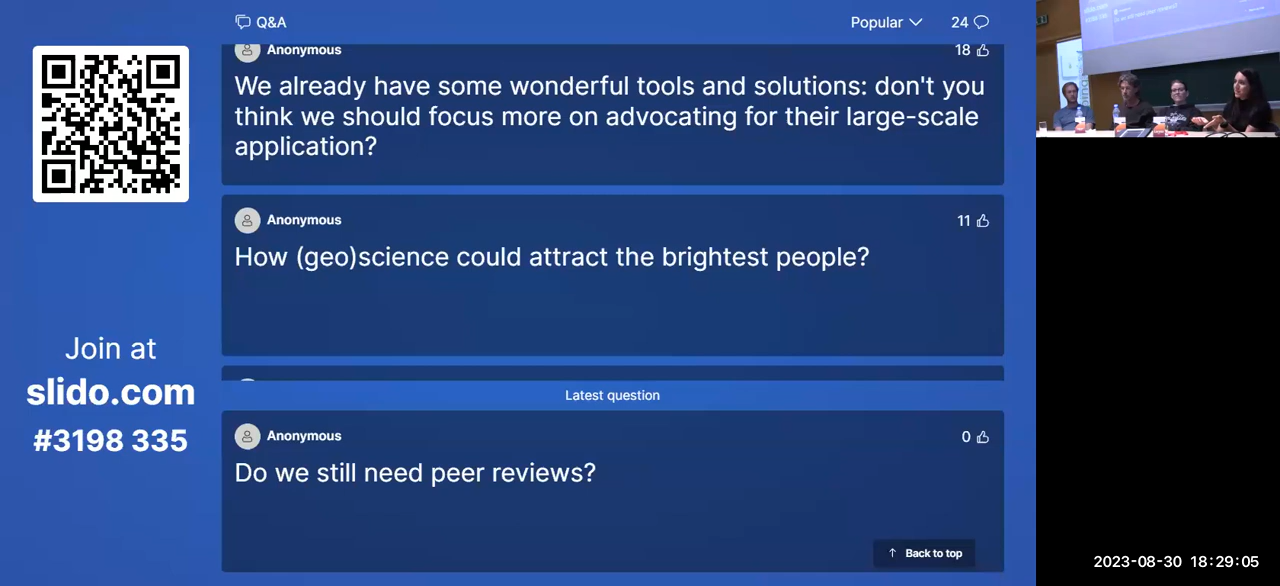 Q&A
Popular
24
Anonymous
18
We already have some wonderful tools and solutions: don't you
think we should focus more on advocating for their large-scale
application?
Anonymous
11
How (geo)science could attract the brightest people?
Join at
slido.com
#3198 335
Latest question
Anonymous
0
Do we still need peer reviews?
Back to top
2023-08-30 18:29:05